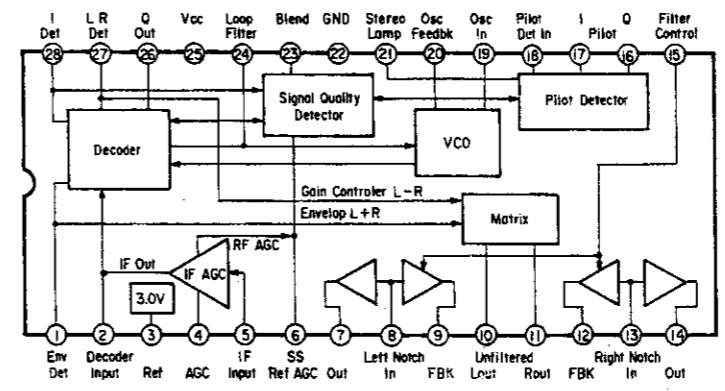 I Det
L R Det
Q Out
Vcc
Loop Filter
Blend
GND
Stereo Lamp
Osc Feedbk
Osc In
Pilot Det In
I Q Pilot
Filter Control
28
27
26
25
24
23
22
21
20
19
18
17
16
15
Decoder
Signal Quality Detector
Pilot Detector
VCO
Gain Controler L-R
Envelop L+R
Matrix
RF AGC
IF Out
IF AGC
3.0V
1
2
3
4
5
6
7
8
9
10
11
12
13
14
Env Det
Decoder Input
Ref
AGC
IF Input
SS Ref AGC
Out
Left Notch In
FBK
Unfiltered
Lout
Rout
FBK
Right Notch In
Out